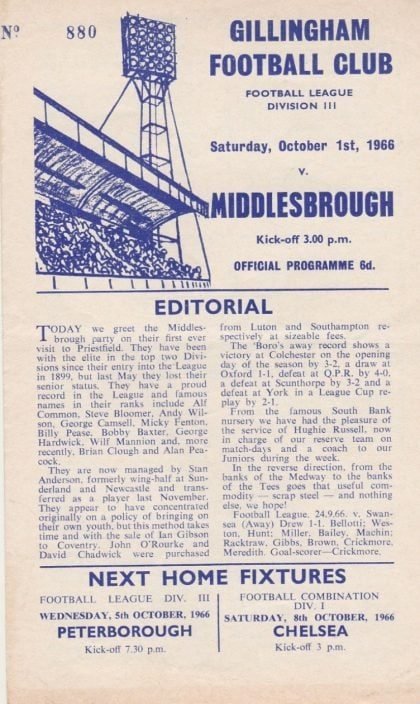 Nº 880
GILLINGHAM
FOOTBALL CLUB
FOOTBALL LEAGUE
DIVISION III
Saturday, October 1st, 1966
v.
MIDDLESBROUGH
Kick-off 3.00 p.m.
OFFICIAL PROGRAMME 6d.
EDITORIAL
TODAY we greet the Middles-
brough party on their first ever
visit to Priestfield. They have been
with the elite in the top two Divi-
sions since their entry into the League
in 1899, but last May they lost their
senior status. They have a proud
record in the League and famous
names in their ranks include Alf
Common, Steve Bloomer, Andy Wil-
son, George Camsell, Micky Fenton,
Billy Pease, Bobby Baxter, George
Hardwick, Wilf Mannion and, more
recently, Brian Clough and Alan Pea-
cock.
They are now managed by Stan
Anderson, formerly wing-half at Sun-
derland and Newcastle and trans-
ferred as a player last November.
They appear to have concentrated
originally on a policy of bringing on
their own youth, but this method takes
time and with the sale of Ian Gibson
to Coventry, John O'Rourke and
David Chadwick were purchased
from Luton and Southampton re-
spectively at sizeable fees.
The 'Boro's away record shows a
victory at Colchester on the opening
day of the season by 3-2, a draw at
Oxford 1-1, defeat at Q.P.R. by 4-0,
a defeat at Scunthorpe by 3-2 and a
defeat at York in a League Cup re-
play by 2-1.
From the famous South Bank
nursery we have had the pleasure of
the service of Hughie Russell, now
in charge of our reserve team on
match-days and a coach to our
Juniors during the week.
In the reverse direction, from the
banks of the Medway to the banks
of the Tees goes that useful com-
modity — scrap steel — and nothing
else, we hope!
Football League. 24.9.66. v. Swan-
sea (Away) Drew 1-1. Bellotti; Wes-
ton, Hunt; Miller, Bailey, Machin;
Racktraw, Gibbs, Brown, Crickmore,
Meredith. Goal-scorer—Crickmore.
NEXT HOME FIXTURES
FOOTBALL LEAGUE DIV. III
WEDNESDAY, 5th OCTOBER, 1966
PETERBOROUGH
Kick-off 7.30 p.m.
FOOTBALL COMBINATION
DIV. I
SATURDAY, 8th OCTOBER, 1966
CHELSEA
Kick-off 3 p.m.